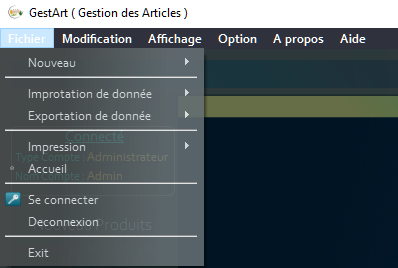 GestArt ( Gestion des Articles )
Fichier Modification Affichage Option A propos Aide
Nouveau
Improtation de donnée
Exportation de donnée
Connecté
Impression
Type Compte : Administrateur
Accueil
Nom Compte : Admin
Se connecter
Deconnexion
Produits
Exit